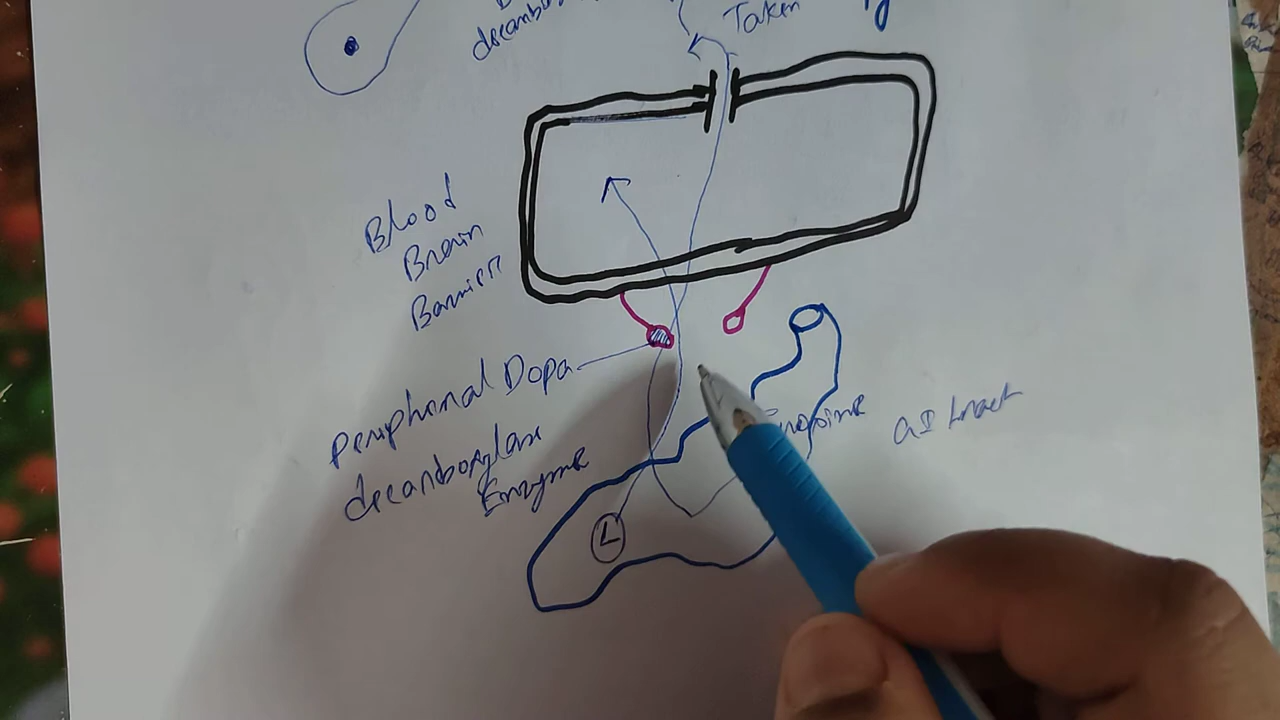 Taken
Blood
Brain
Barrier
Peripheral Dopa
decarboxylase
Enzyme
GI tract
L